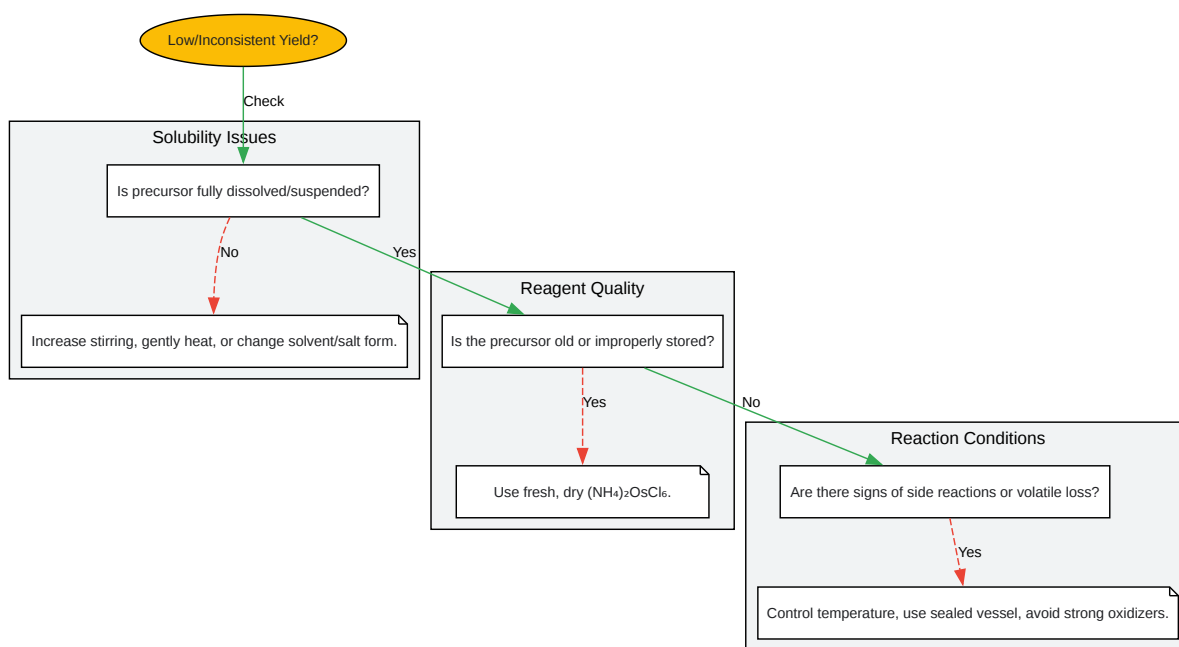 Low/Inconsistent Yield?
Check
Solubility Issues
Is precursor fully dissolved/suspended?
No
Yes
Increase stirring, gently heat, or change solvent/salt form.
Reagent Quality
Is the precursor old or improperly stored?
Yes
No
Use fresh, dry (NH₄)₂OsCl₆.
Reaction Conditions
Are there signs of side reactions or volatile loss?
Yes
Control temperature, use sealed vessel, avoid strong oxidizers.